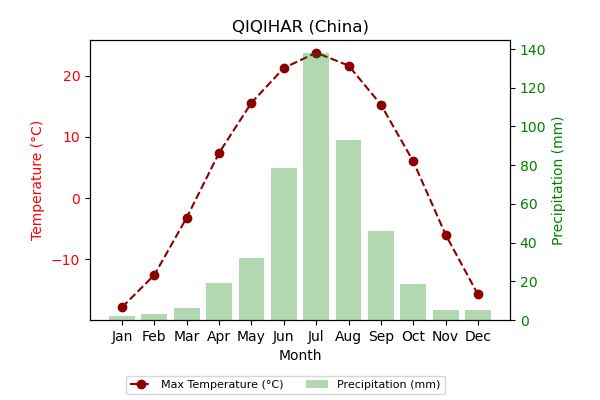 QIQIHAR (China)
Temperature (°C)
20
10
0
−10
140
120
100
80
60
40
20
0
Precipitation (mm)
Jan Feb Mar Apr May Jun Jul Aug Sep Oct Nov Dec
Month
Max Temperature (°C) Precipitation (mm)